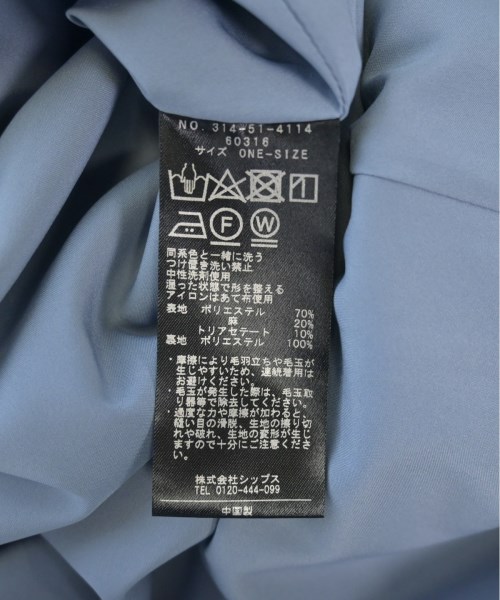 NO. 314-51-4114
60316
サイズ ONE-SIZE
F W
同系色と一緒に洗う
つけ置き洗い禁止
中性洗剤使用
湿った状態で形を整える
アイロンはあて布使用
表地 ポリエステル 70%
麻 20%
トリアセテート 10%
裏地 ポリエステル 100%
・摩擦により毛羽立ちや毛玉が
生じやすいため、連続着用は
お避けください。
・毛玉が発生した際は、毛玉取
り器等で除去してください。
・過度な力や摩擦が加わると、
縫い目の滑脱、生地の擦り切
れや破れ、生地の変形が生じ
ますので十分にご注意くださ
い。
株式会社シップス
TEL 0120-444-099
中国製